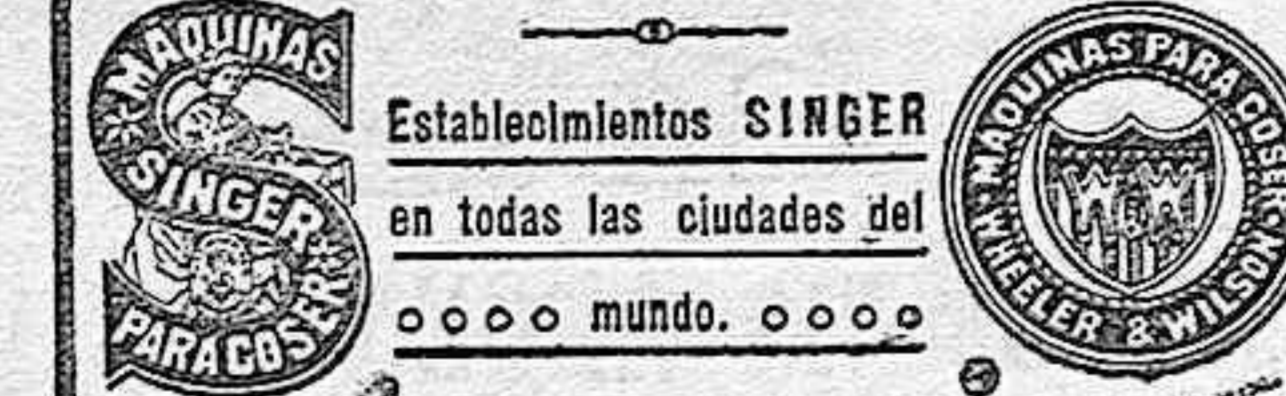 MAQUINAS
SINGER
PARA COSER
Establecimientos SINGER
en todas las ciudades del
mundo.
MAQUINAS PARA COSER
WHEELER & WILSON
W & W